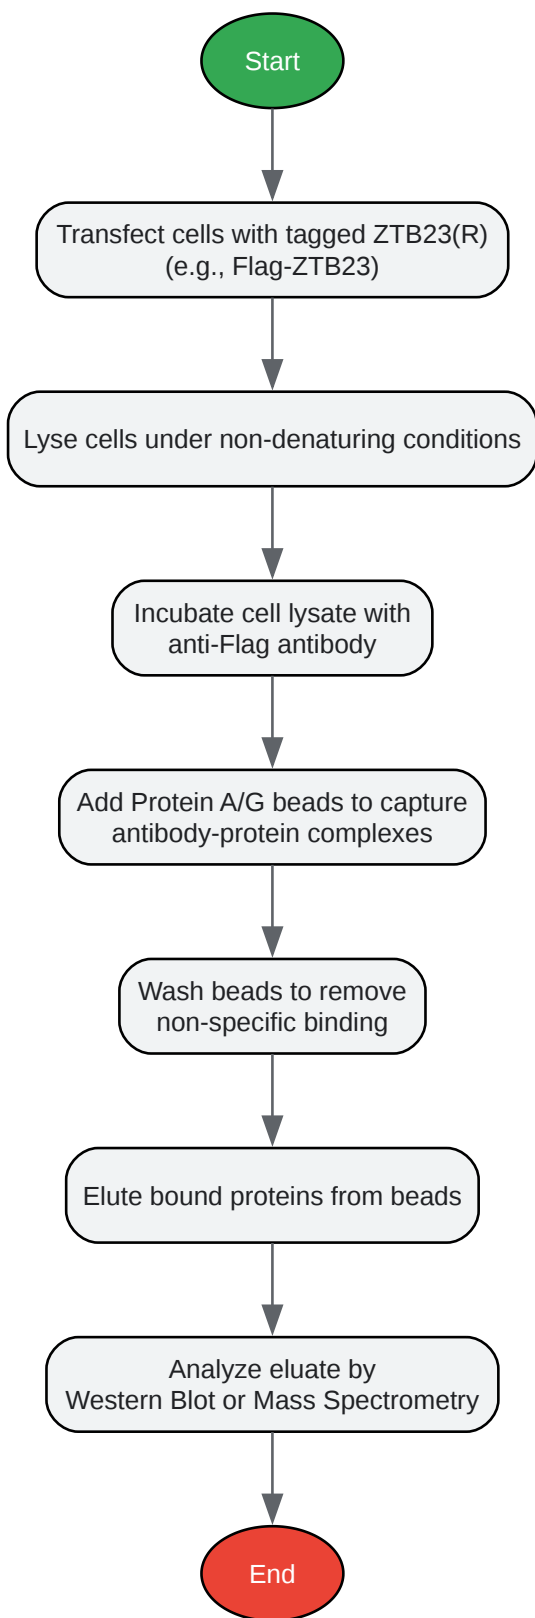 Start
Transfect cells with tagged ZTB23(R)
(e.g., Flag-ZTB23)
Lyse cells under non-denaturing conditions
Incubate cell lysate with
anti-Flag antibody
Add Protein A/G beads to capture
antibody-protein complexes
Wash beads to remove
non-specific binding
Elute bound proteins from beads
Analyze eluate by
Western Blot or Mass Spectrometry
End